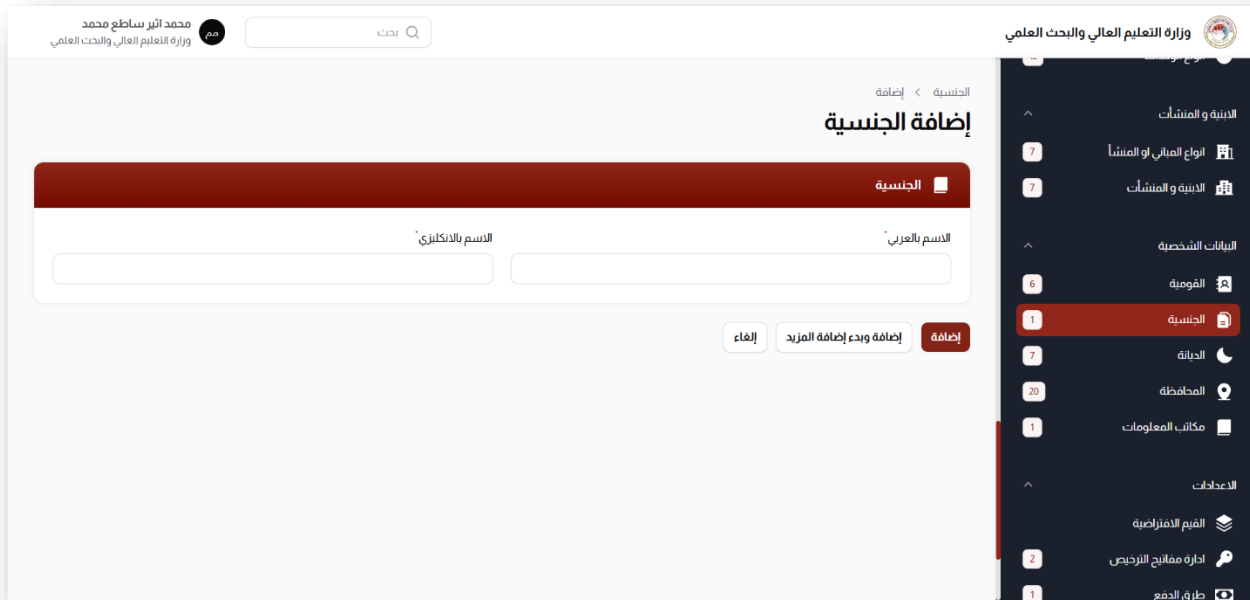 وزارة التعليم العالي والبحث العلمي
بحث
مم
محمد اثير ساطع محمد
وزارة التعليم العالي والبحث العلمي
الابنية و المنشأت
انواع المباني او المنشأ
7
الابنية و المنشأت
7
البيانات الشخصية
القومية
6
الجنسية
1
الديانة
7
المحافظة
20
مكاتب المعلومات
1
الاعدادات
القيم الافتراضية
ادارة مفاتيح الترخيص
2
طرق الدفع
1
الجنسية > إضافة
إضافة الجنسية
الجنسية
الاسم بالعربي*
الاسم بالانكليزي*
إضافة
إضافة وبدء إضافة المزيد
إلغاء